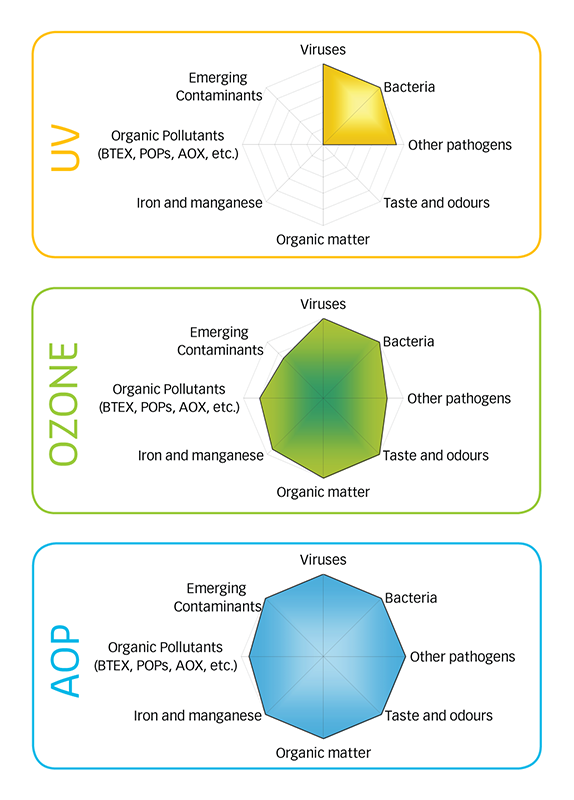 UV
Viruses
Emerging
Contaminants
Bacteria
Organic Pollutants
(BTEX, POPs, AOX, etc.)
Other pathogens
Iron and manganese
Taste and odours
Organic matter
OZONE
Viruses
Emerging
Contaminants
Bacteria
Organic Pollutants
(BTEX, POPs, AOX, etc.)
Other pathogens
Iron and manganese
Taste and odours
Organic matter
AOP
Viruses
Emerging
Contaminants
Bacteria
Organic Pollutants
(BTEX, POPs, AOX, etc.)
Other pathogens
Iron and manganese
Taste and odours
Organic matter